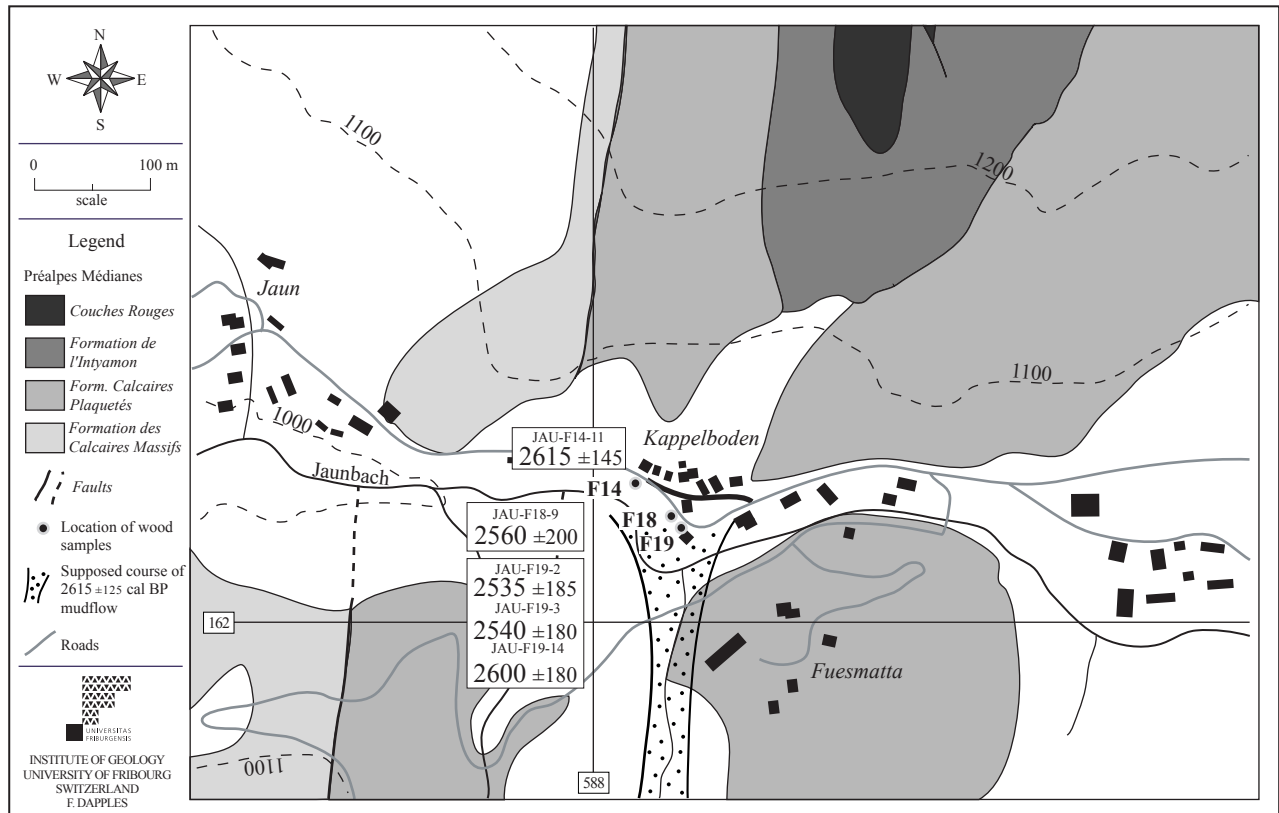 N
W E
S
0 100 m
scale
Legend
Préalpes Médianes
Couches Rouges
Formation de
l'Intyamon
Form. Calcaires
Plaquetés
Formation des
Calcaires Massifs
Faults
Location of wood
samples
Supposed course of
2615 ±125 cal BP
mudflow
Roads
UNIVERSITAS
FRIBURGENSIS
INSTITUTE OF GEOLOGY
UNIVERSITY OF FRIBOURG
SWITZERLAND
F. DAPPLES
1100
1200
Jaun
1100
1000
Jaunbach
JAU-F14-11
2615 ±145
Kappelboden
F14
JAU-F18-9
2560 ±200
F18
F19
JAU-F19-2
2535 ±185
JAU-F19-3
2540 ±180
JAU-F19-14
2600 ±180
162
Fuesmatta
1100
588